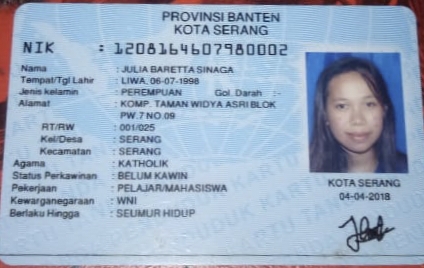 PROVINSI BANTEN
KOTA SERANG
NIK : 1208164607980002
Nama : JULIA BARETTA SINAGA
Tempat/Tgl Lahir : LIWA, 06-07-1998
Jenis kelamin : PEREMPUAN Gol. Darah :-
Alamat : KOMP. TAMAN WIDYA ASRI BLOK
PW.7 NO.09
RT/RW : 001/025
Kel/Desa : SERANG
Kecamatan : SERANG
Agama : KATHOLIK
Status Perkawinan : BELUM KAWIN
Pekerjaan : PELAJAR/MAHASISWA
Kewarganegaraan : WNI
Berlaku Hingga : SEUMUR HIDUP
KOTA SERANG
04-04-2018